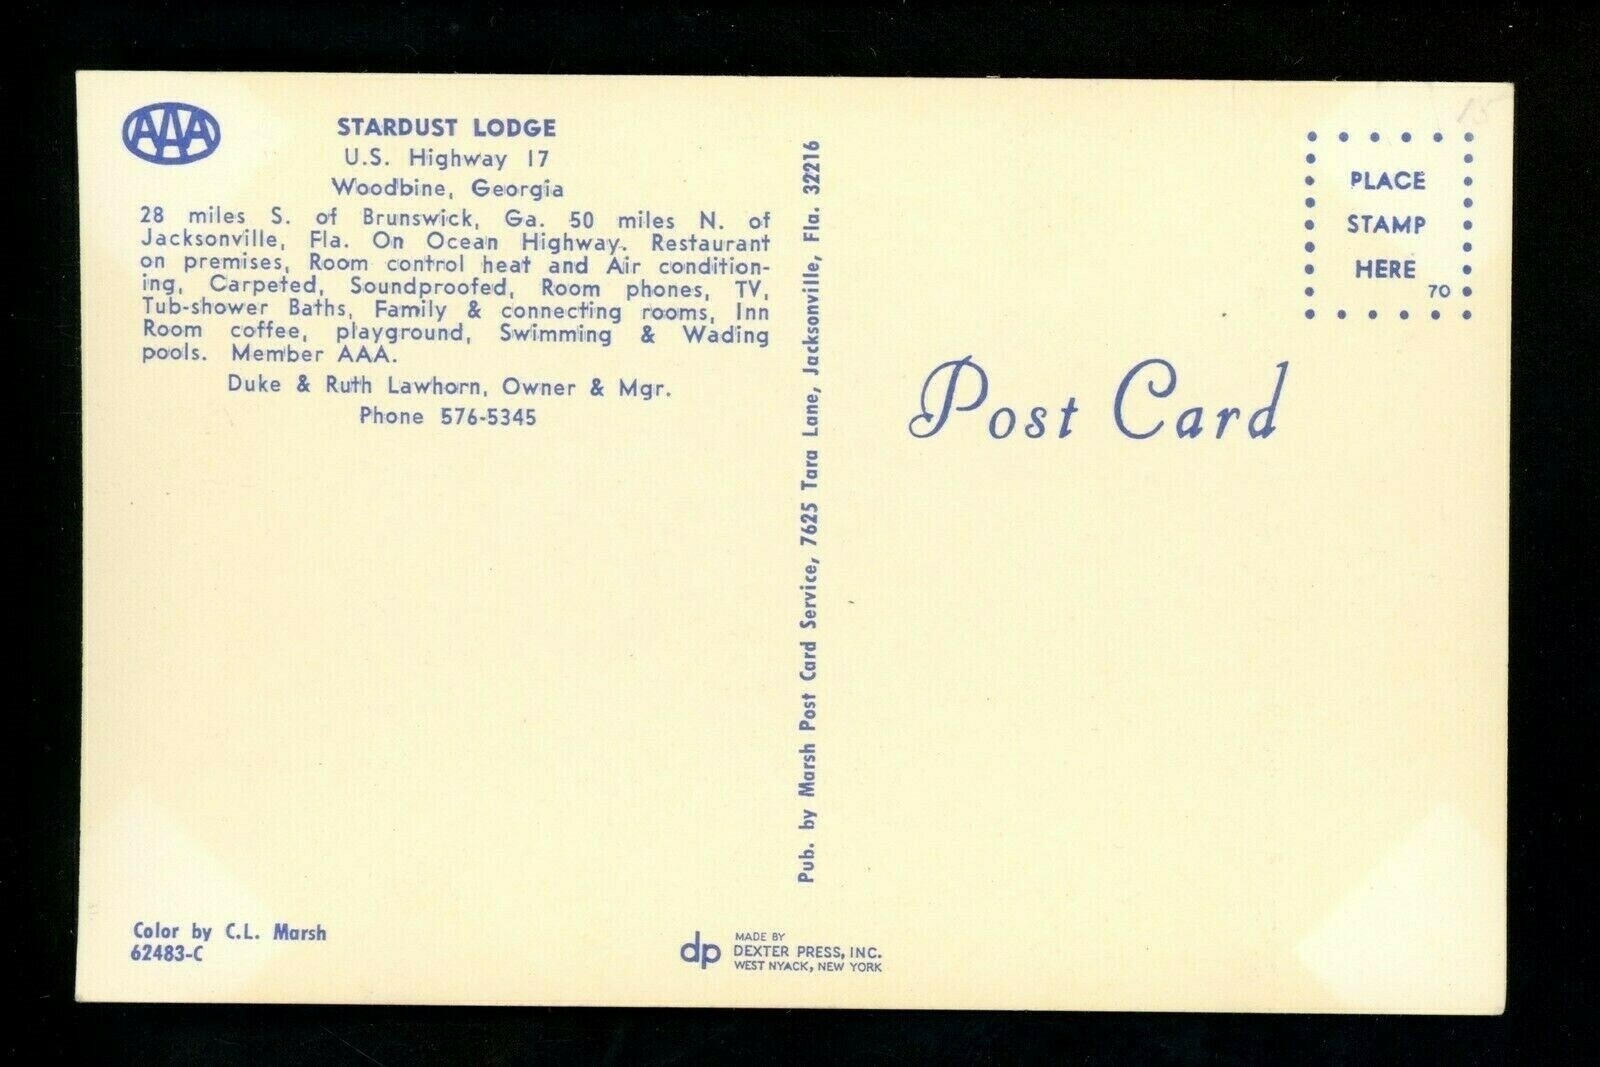 AAA
STARDUST LODGE
U.S. Highway 17
Woodbine, Georgia
28 miles S. of Brunswick, Ga. 50 miles N. of
Jacksonville, Fla. On Ocean Highway. Restaurant
on premises, Room control heat and Air condition-
ing, Carpeted, Soundproofed, Room phones, TV,
Tub-shower Baths, Family & connecting rooms, Inn
Room coffee, playground, Swimming & Wading
pools. Member AAA.
Duke & Ruth Lawhorn, Owner & Mgr.
Phone 576-5345
Color by C.L. Marsh
62483-C
Pub. by Marsh Post Card Service, 7625 Tara Lane, Jacksonville, Fla. 32216
dp
MADE BY
DEXTER PRESS, INC.
WEST NYACK, NEW YORK
15
PLACE
STAMP
HERE
70
Post Card